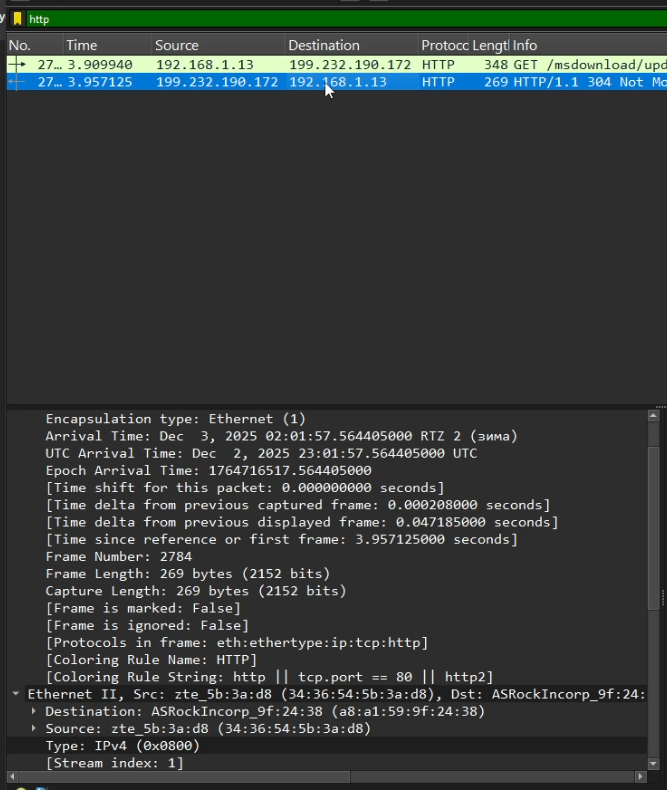 http
No. Time Source Destination Protocc Lengt Info
27… 3.909940 192.168.1.13 199.232.190.172 HTTP 348 GET /msdownload/upd
27… 3.957125 199.232.190.172 192.168.1.13 HTTP 269 HTTP/1.1 304 Not Mo
Encapsulation type: Ethernet (1)
Arrival Time: Dec 3, 2025 02:01:57.564405000 RTZ 2 (зима)
UTC Arrival Time: Dec 2, 2025 23:01:57.564405000 UTC
Epoch Arrival Time: 1764716517.564405000
[Time shift for this packet: 0.000000000 seconds]
[Time delta from previous captured frame: 0.000208000 seconds]
[Time delta from previous displayed frame: 0.047185000 seconds]
[Time since reference or first frame: 3.957125000 seconds]
Frame Number: 2784
Frame Length: 269 bytes (2152 bits)
Capture Length: 269 bytes (2152 bits)
[Frame is marked: False]
[Frame is ignored: False]
[Protocols in frame: eth:ethertype:ip:tcp:http]
[Coloring Rule Name: HTTP]
[Coloring Rule String: http || tcp.port == 80 || http2]
Ethernet II, Src: zte_5b:3a:d8 (34:36:54:5b:3a:d8), Dst: ASRockIncorp_9f:24:
Destination: ASRockIncorp_9f:24:38 (a8:a1:59:9f:24:38)
Source: zte_5b:3a:d8 (34:36:54:5b:3a:d8)
Type: IPv4 (0x0800)
[Stream index: 1]